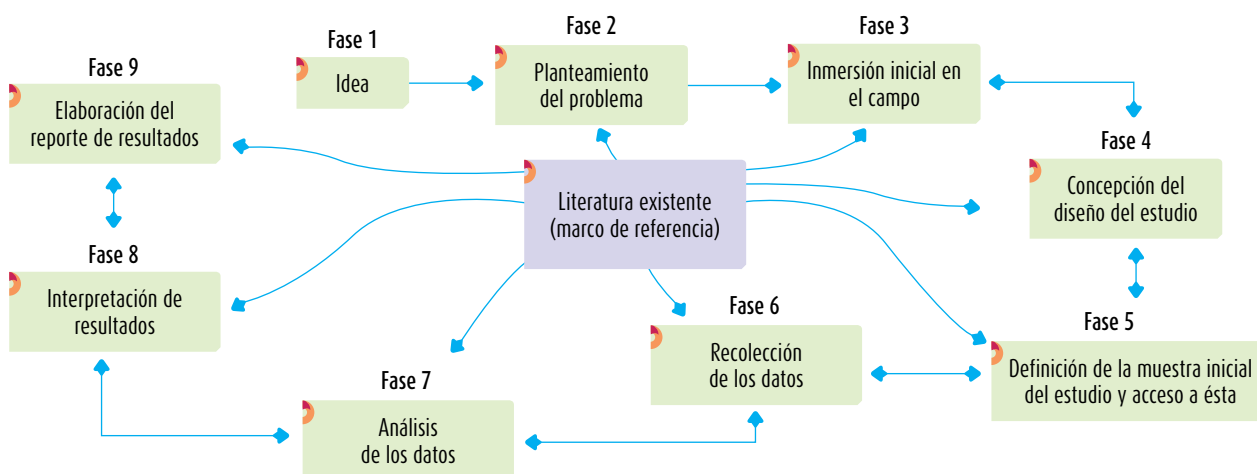 Fase 1
Idea
Fase 2
Planteamiento
del problema
Fase 3
Inmersión inicial en
el campo
Fase 4
Concepción del
diseño del estudio
Fase 5
Definición de la muestra inicial
del estudio y acceso a ésta
Fase 6
Recolección
de los datos
Fase 7
Análisis
de los datos
Fase 8
Interpretación de
resultados
Fase 9
Elaboración del
reporte de resultados
Literatura existente
(marco de referencia)